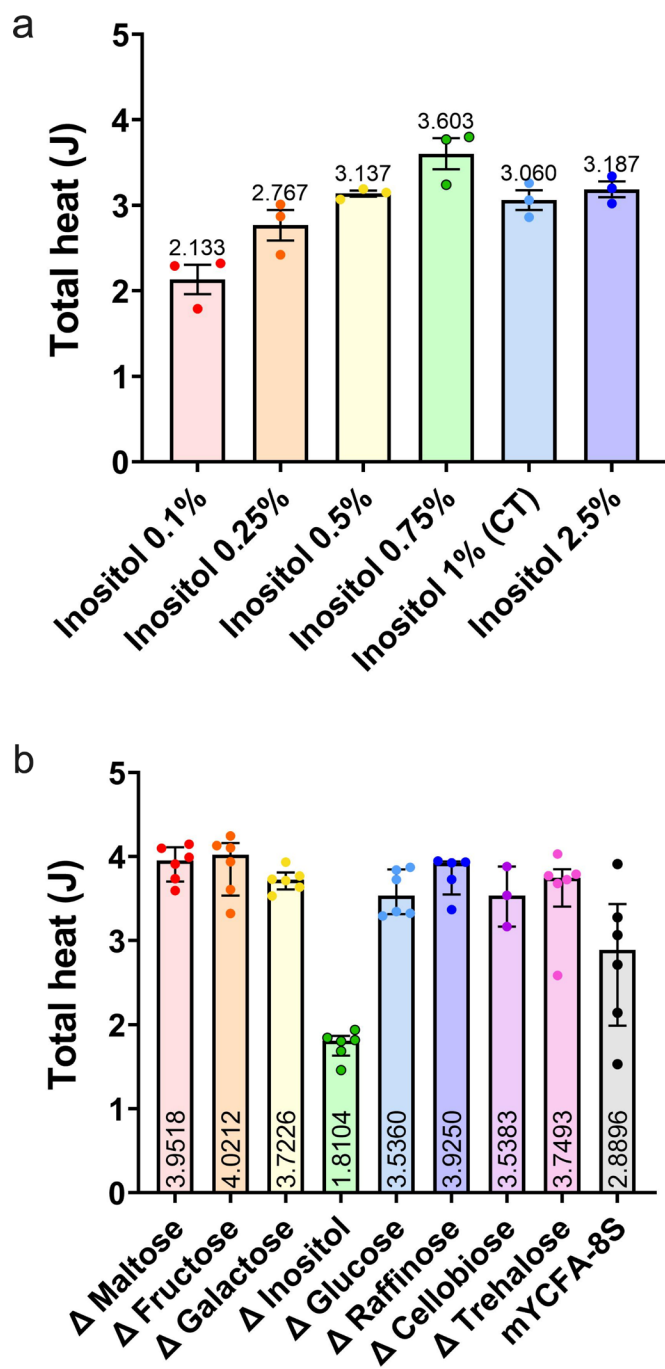 a
Total heat (J)
5
4
3
2
1
0
2.133
2.767
3.137
3.603
3.060
3.187
Inositol 0.1%
Inositol 0.25%
Inositol 0.5%
Inositol 0.75%
Inositol 1% (CT)
Inositol 2.5%
b
Total heat (J)
5
4
3
2
1
0
3.9518
4.0212
3.7226
1.8104
3.5360
3.9250
3.5383
3.7493
2.8896
Δ Maltose
Δ Fructose
Δ Galactose
Δ Inositol
Δ Glucose
Δ Raffinose
Δ Cellobiose
Δ Trehalose
mYCFA-8S